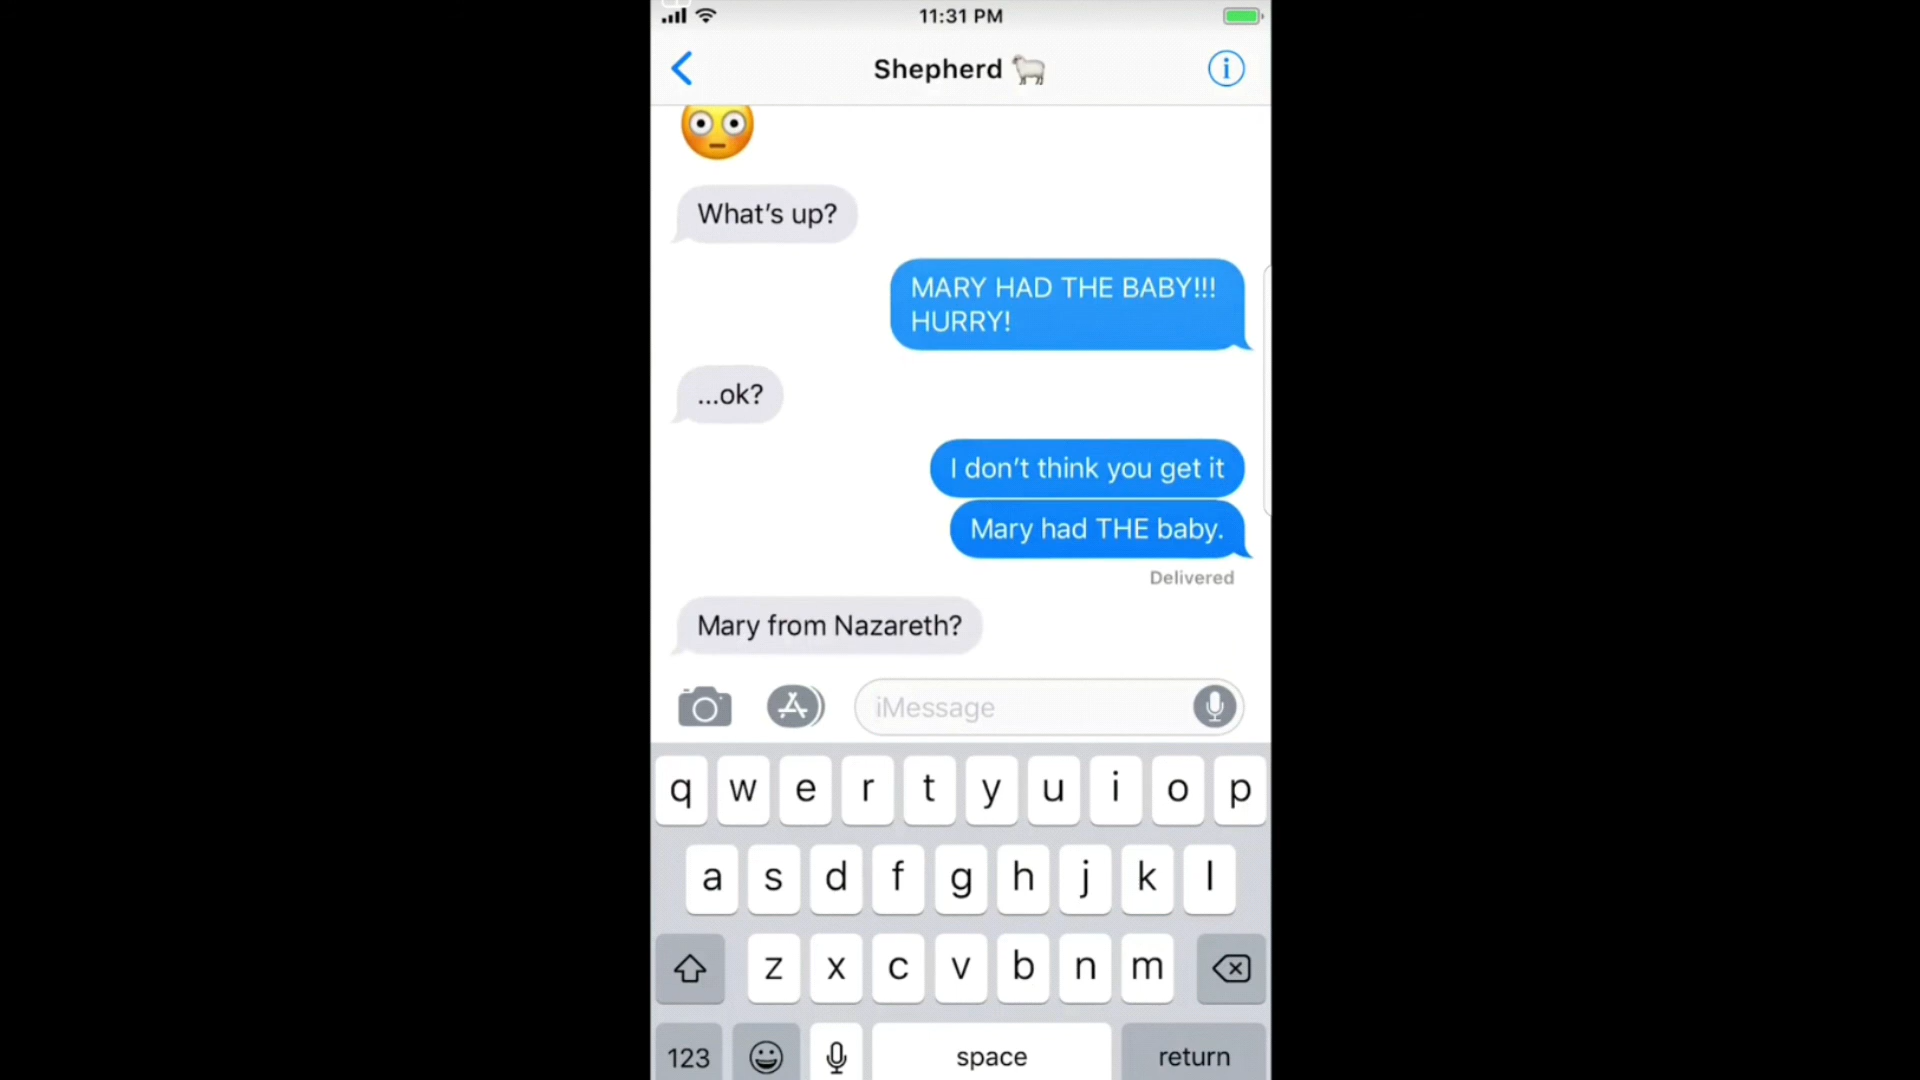 11:31 PM
Shepherd 🐑
😳
What's up?
MARY HAD THE BABY!!!
HURRY!
...ok?
I don't think you get it
Mary had THE baby.
Delivered
Mary from Nazareth?
iMessage
q w e r t y u i o p
a s d f g h j k l
z x c v b n m
123 space return